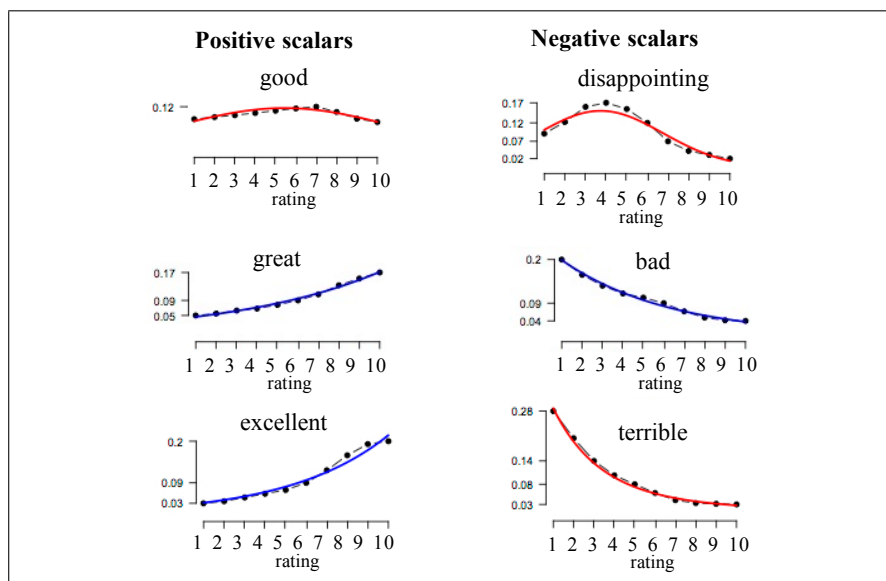 Positive scalars
good
0.12
1 2 3 4 5 6 7 8 9 10
rating
great
0.17
0.09
0.05
1 2 3 4 5 6 7 8 9 10
rating
excellent
0.2
0.09
0.03
1 2 3 4 5 6 7 8 9 10
rating
Negative scalars
disappointing
0.17
0.12
0.08
0.02
1 2 3 4 5 6 7 8 9 10
rating
bad
0.2
0.09
0.04
1 2 3 4 5 6 7 8 9 10
rating
terrible
0.28
0.14
0.08
0.03
1 2 3 4 5 6 7 8 9 10
rating